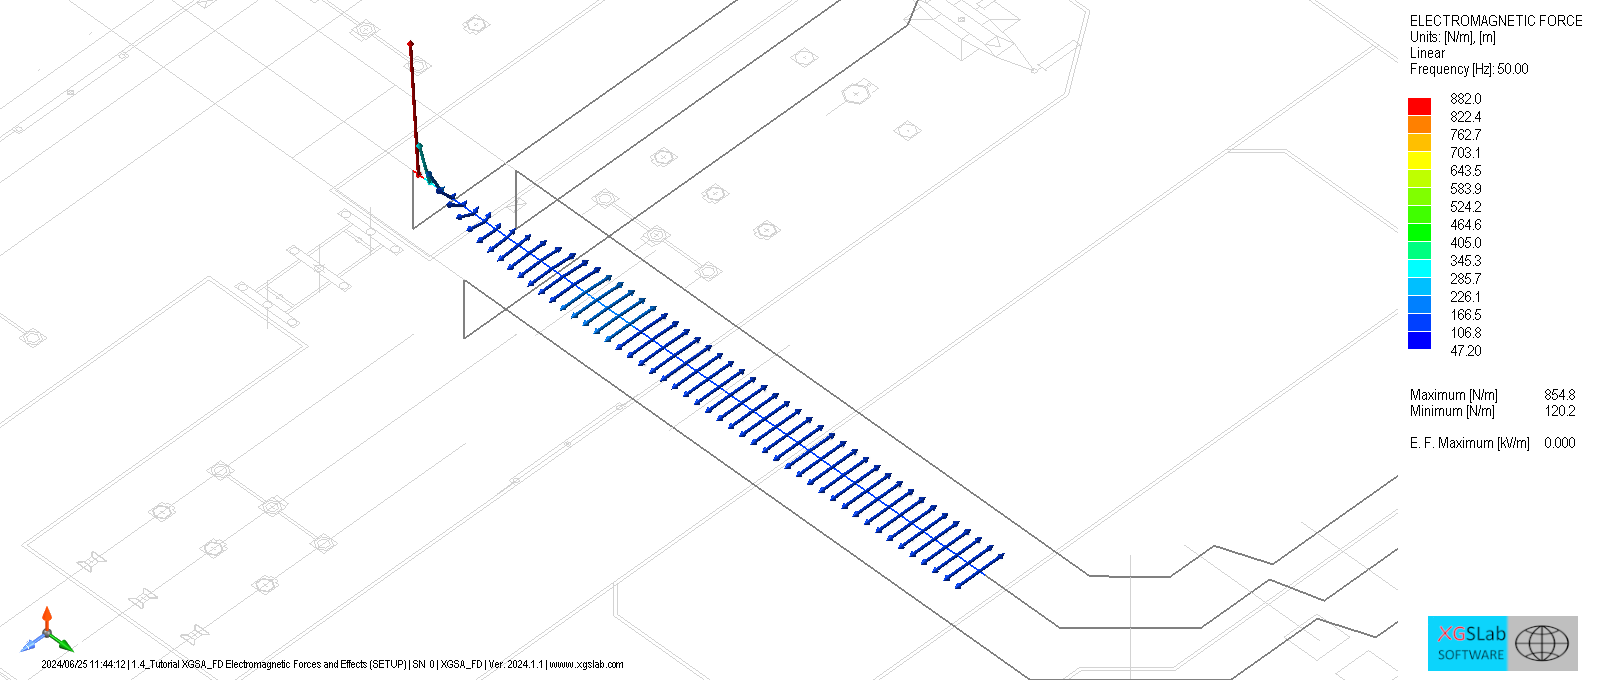 ELECTROMAGNETIC FORCE
Units: [N/m], [m]
Linear
Frequency [Hz]: 50.00
882.0
822.4
762.7
703.1
643.5
583.9
524.2
464.6
405.0
345.3
285.7
226.1
166.5
106.8
47.20
Maximum [N/m] 854.8
Minimum [N/m] 120.2
E. F. Maximum [kV/m] 0.000
XGSLab
SOFTWARE
2024/06/25 11:44:12 | 1.4_Tutorial XGSA_FD Electromagnetic Forces and Effects (SETUP) | SN 0 | XGSA_FD | Ver. 2024.1.1 | www.xgslab.com